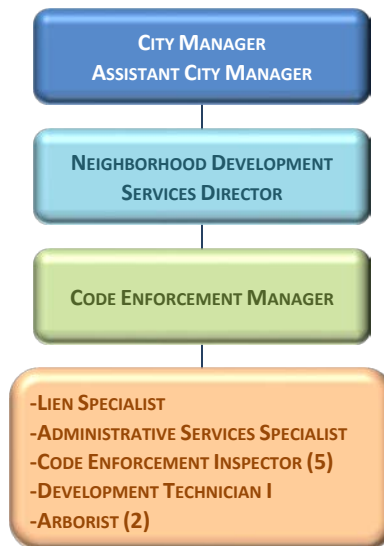 CITY MANAGER
ASSISTANT CITY MANAGER
NEIGHBORHOOD DEVELOPMENT
SERVICES DIRECTOR
CODE ENFORCEMENT MANAGER
-LIEN SPECIALIST
-ADMINISTRATIVE SERVICES SPECIALIST
-CODE ENFORCEMENT INSPECTOR (5)
-DEVELOPMENT TECHNICIAN I
-ARBORIST (2)